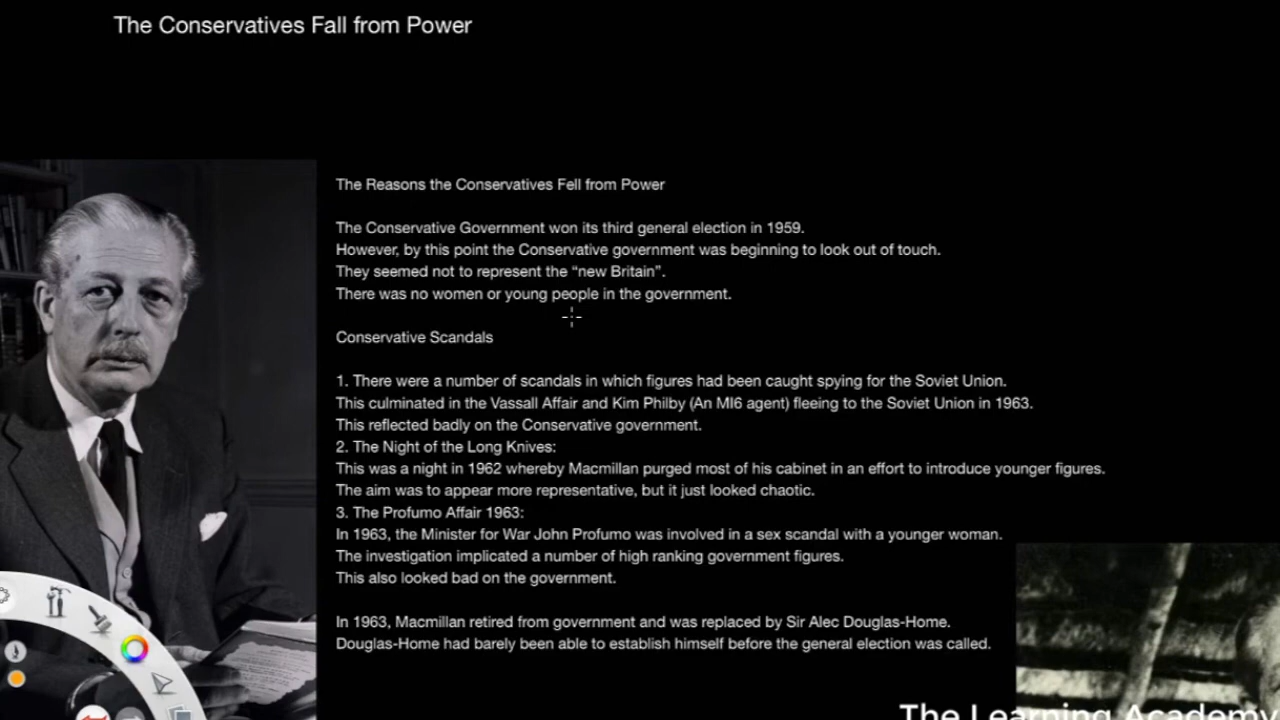 The Conservatives Fall from Power
The Reasons the Conservatives Fell from Power
The Conservative Government won its third general election in 1959.
However, by this point the Conservative government was beginning to look out of touch.
They seemed not to represent the “new Britain”.
There was no women or young people in the government.
Conservative Scandals
1. There were a number of scandals in which figures had been caught spying for the Soviet Union.
This culminated in the Vassall Affair and Kim Philby (An MI6 agent) fleeing to the Soviet Union in 1963.
This reflected badly on the Conservative government.
2. The Night of the Long Knives:
This was a night in 1962 whereby Macmillan purged most of his cabinet in an effort to introduce younger figures.
The aim was to appear more representative, but it just looked chaotic.
3. The Profumo Affair 1963:
In 1963, the Minister for War John Profumo was involved in a sex scandal with a younger woman.
The investigation implicated a number of high ranking government figures.
This also looked bad on the government.
In 1963, Macmillan retired from government and was replaced by Sir Alec Douglas-Home.
Douglas-Home had barely been able to establish himself before the general election was called.
The Learning Academy